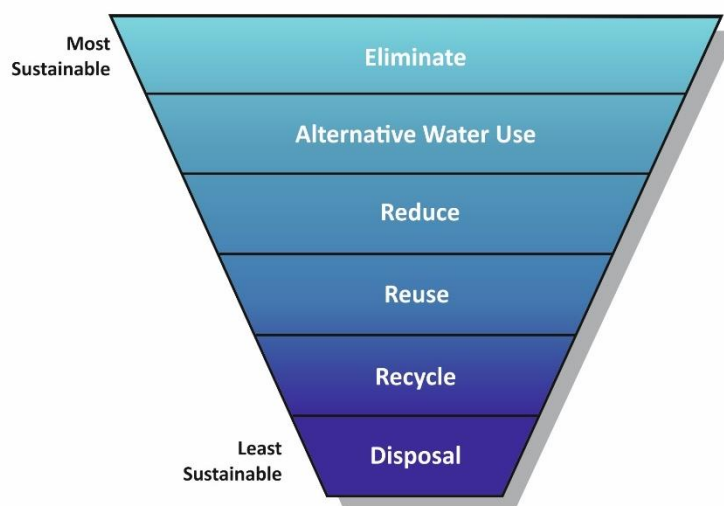 Most
Sustainable
Eliminate
Alternative Water Use
Reduce
Reuse
Recycle
Least
Sustainable
Disposal